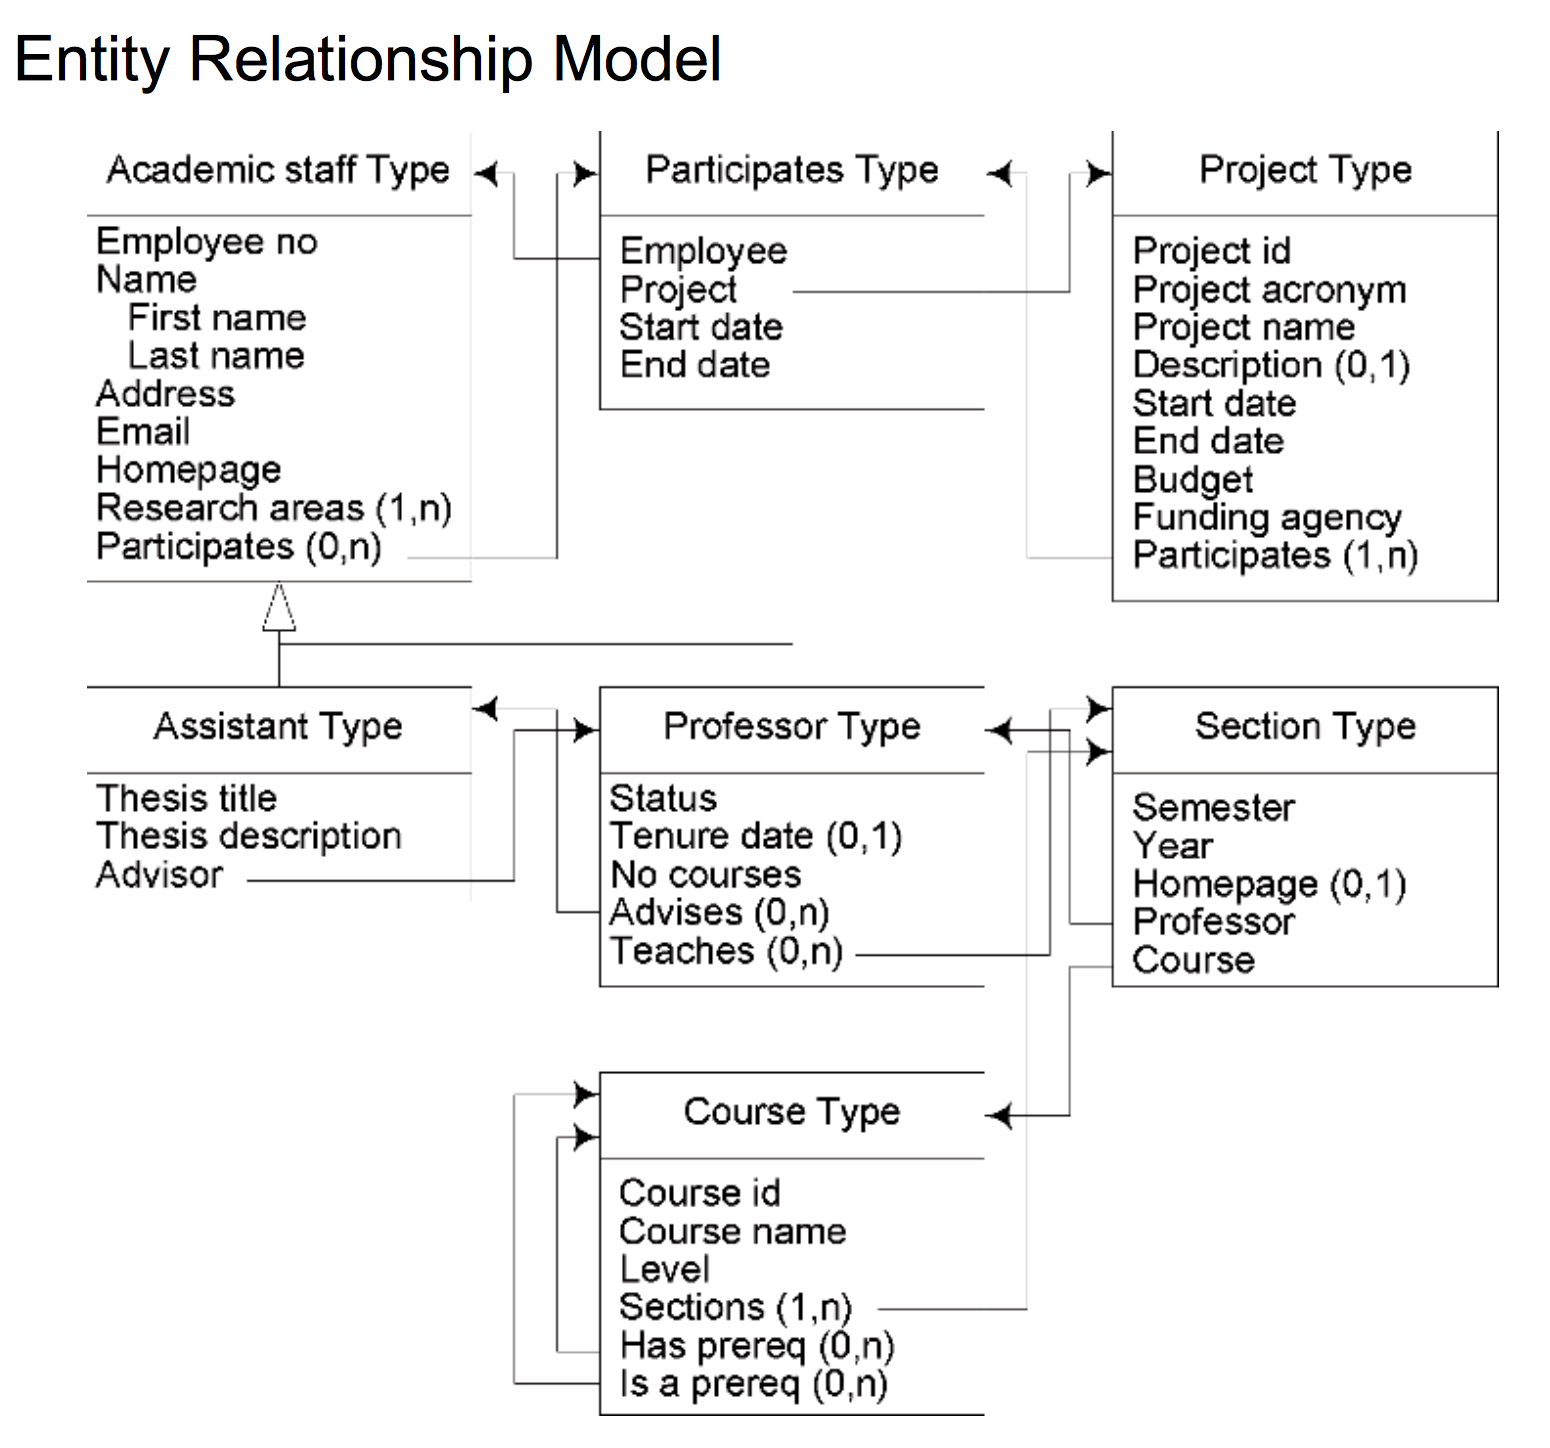 Entity Relationship Model
Academic staff Type
Employee no
Name
First name
Last name
Address
Email
Homepage
Research areas (1,n)
Participates (0,n)
Participates Type
Employee
Project
Start date
End date
Project Type
Project id
Project acronym
Project name
Description (0,1)
Start date
End date
Budget
Funding agency
Participates (1,n)
Assistant Type
Thesis title
Thesis description
Advisor
Professor Type
Status
Tenure date (0,1)
No courses
Advises (0,n)
Teaches (0,n)
Section Type
Semester
Year
Homepage (0,1)
Professor
Course
Course Type
Course id
Course name
Level
Sections (1,n)
Has prereq (0,n)
Is a prereq (0,n)